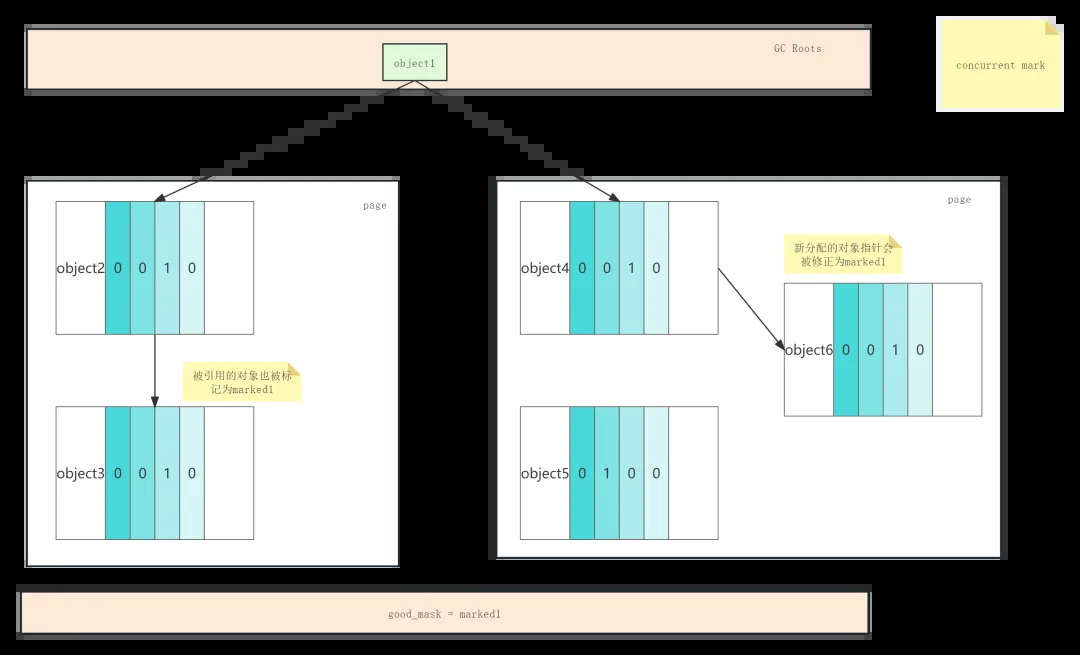 GC Roots
object1
concurrent mark
page
object2 0 0 1 0
被引用的对象也被标
记为marked1
object3 0 0 1 0
page
object4 0 0 1 0
新分配的对象指针会
被修正为marked1
object6 0 0 1 0
object5 0 1 0 0
good_mask = marked1